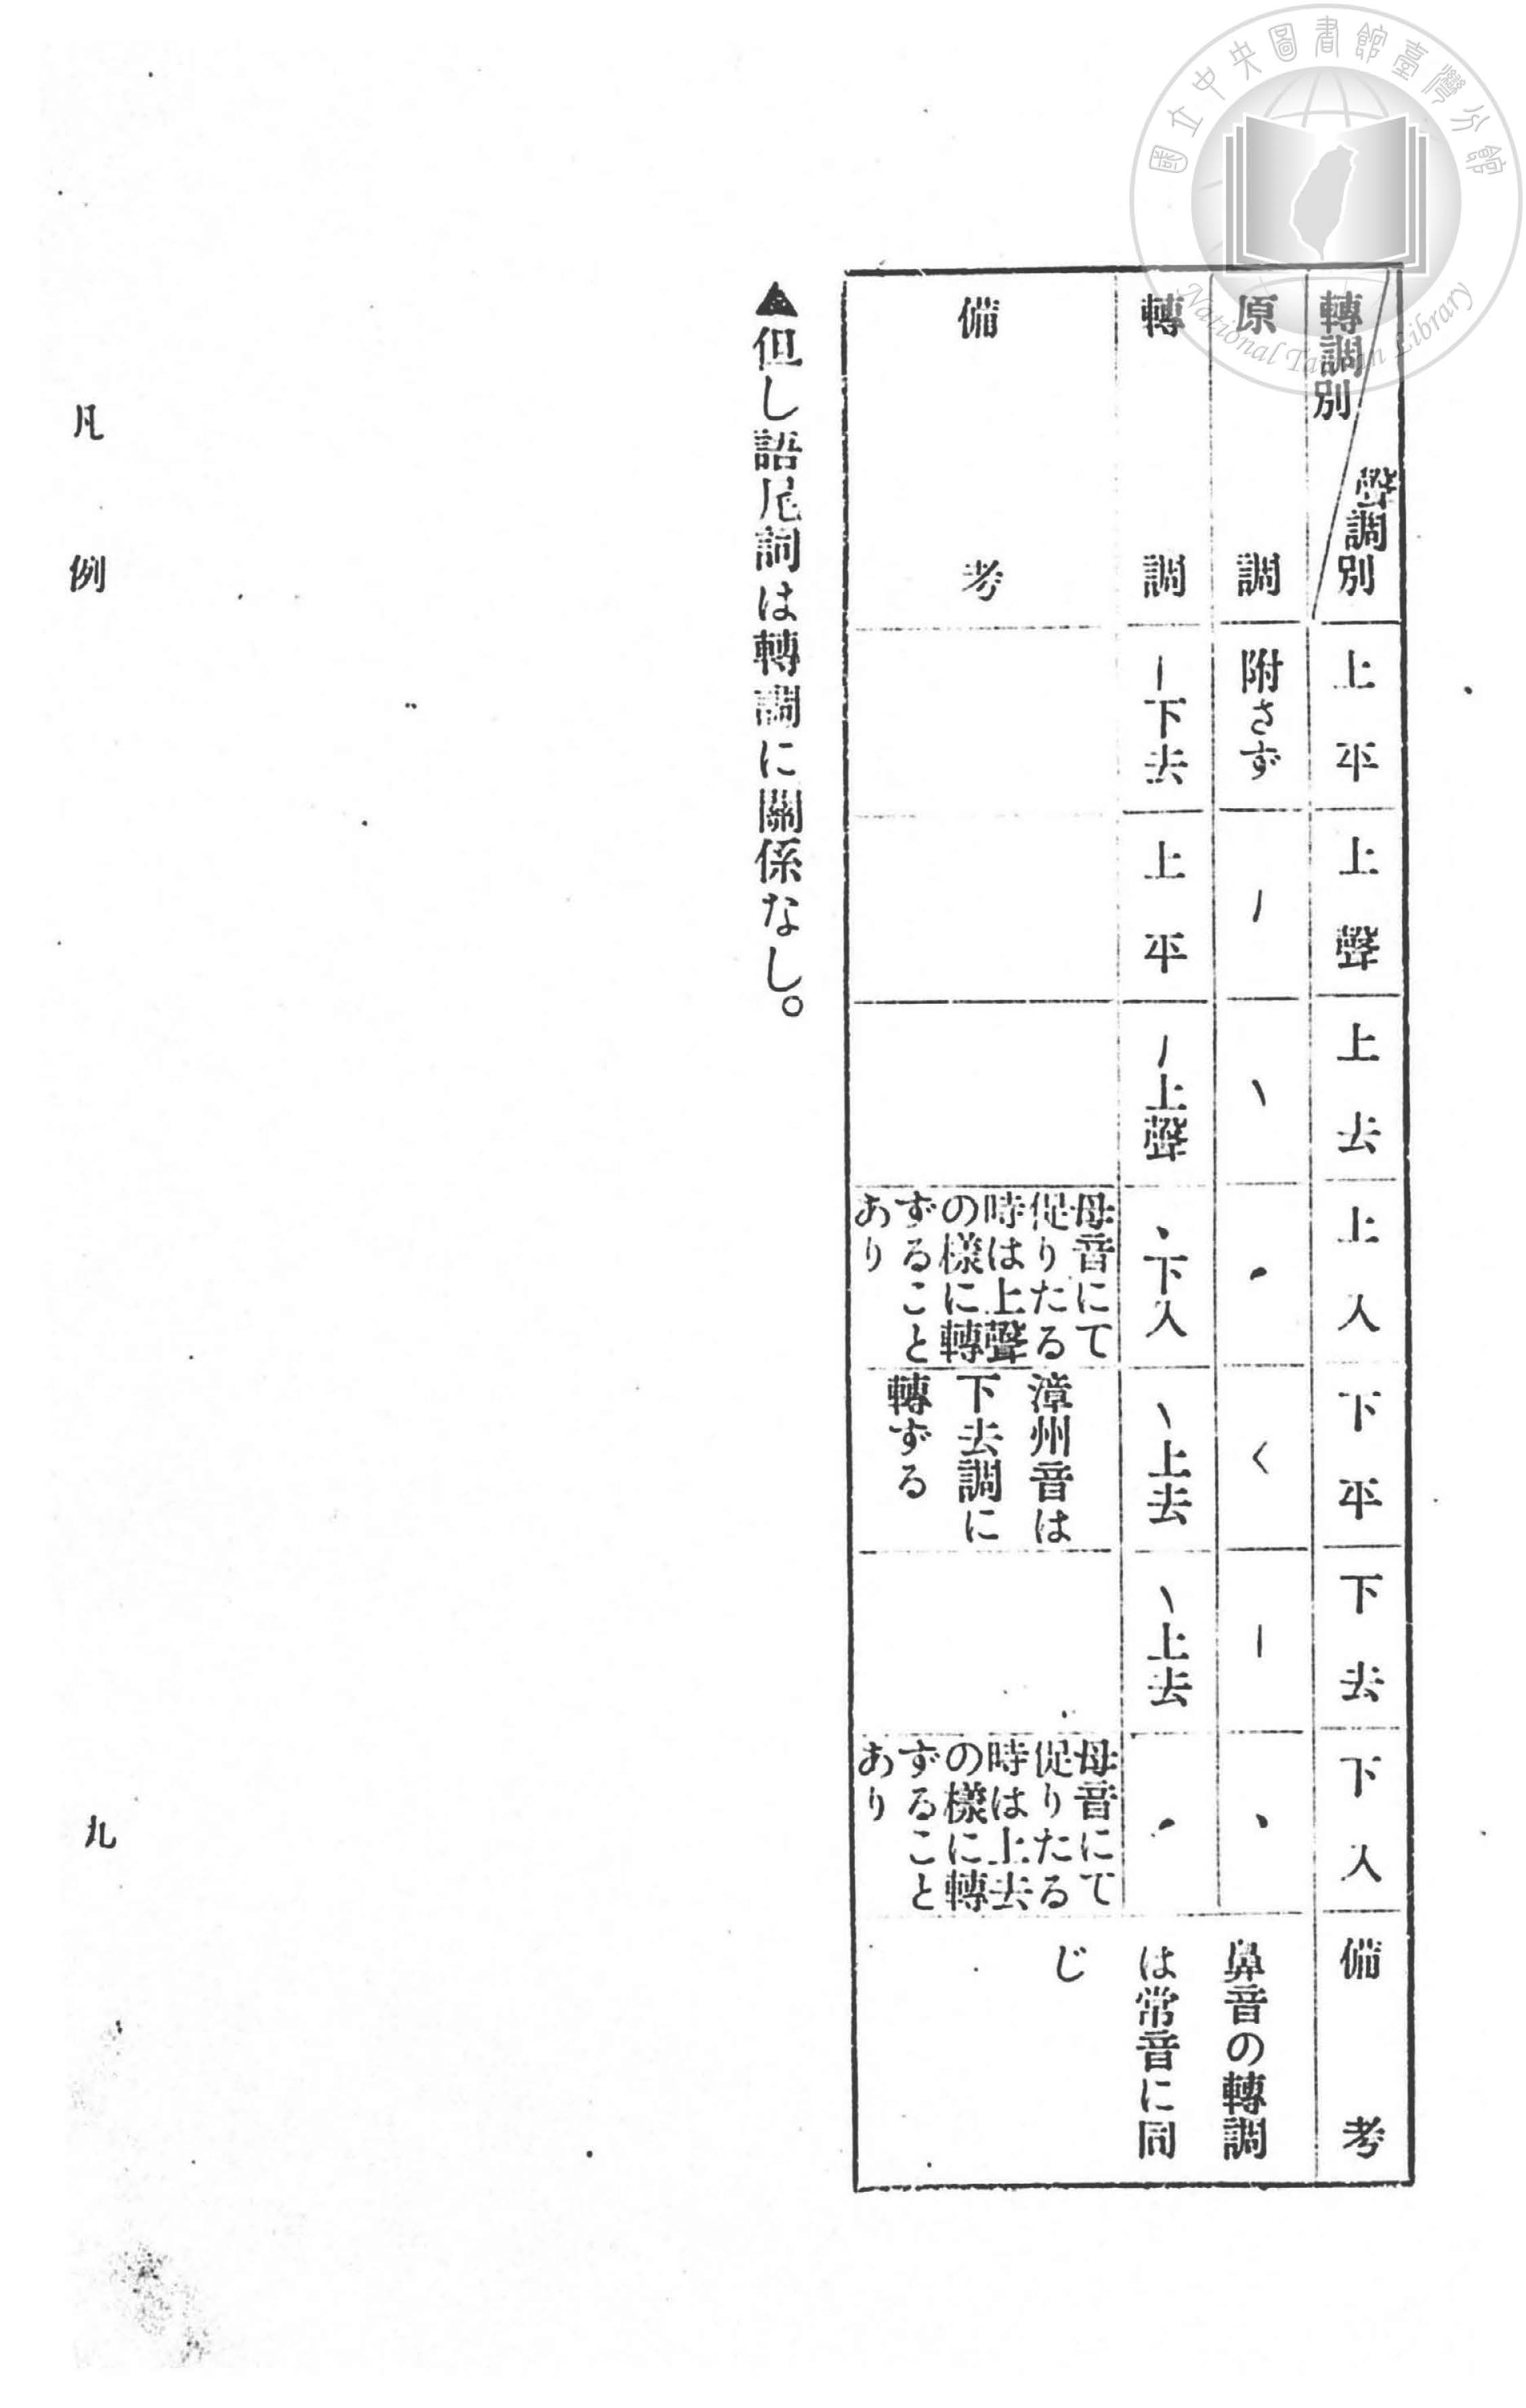 國立中央圖書館臺灣分館
National Taiwan Library
聲調別
轉調別
上平
上聲
上去
上入
下平
下去
下入
備考
原調
附さず
丿
丶
く
|
轉調
|下去
上平
丿上聲
丶下入
丶上去
丶上去
備考
母音にて
促りたる
時は上聲
の樣に轉
ずること
あり
漳州音は
下去調に
轉ずる
母音にて
促りたる
時は上去
の樣に轉
ずること
あり
鼻音の轉調
は常音に同
じ
▲但し語尾詞は轉調に關係なし。
凡例
九